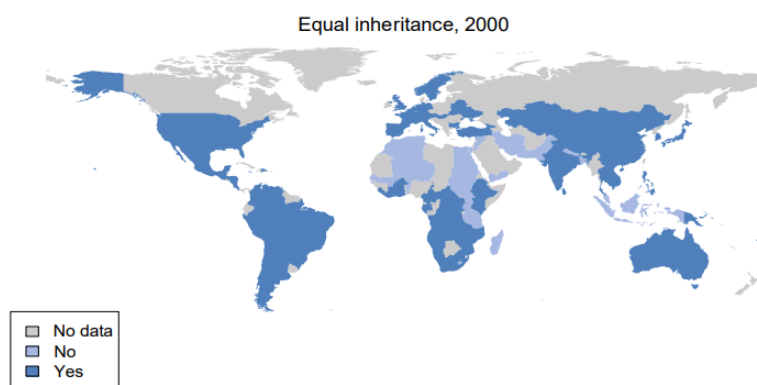 Equal inheritance, 2000
No data
No
Yes